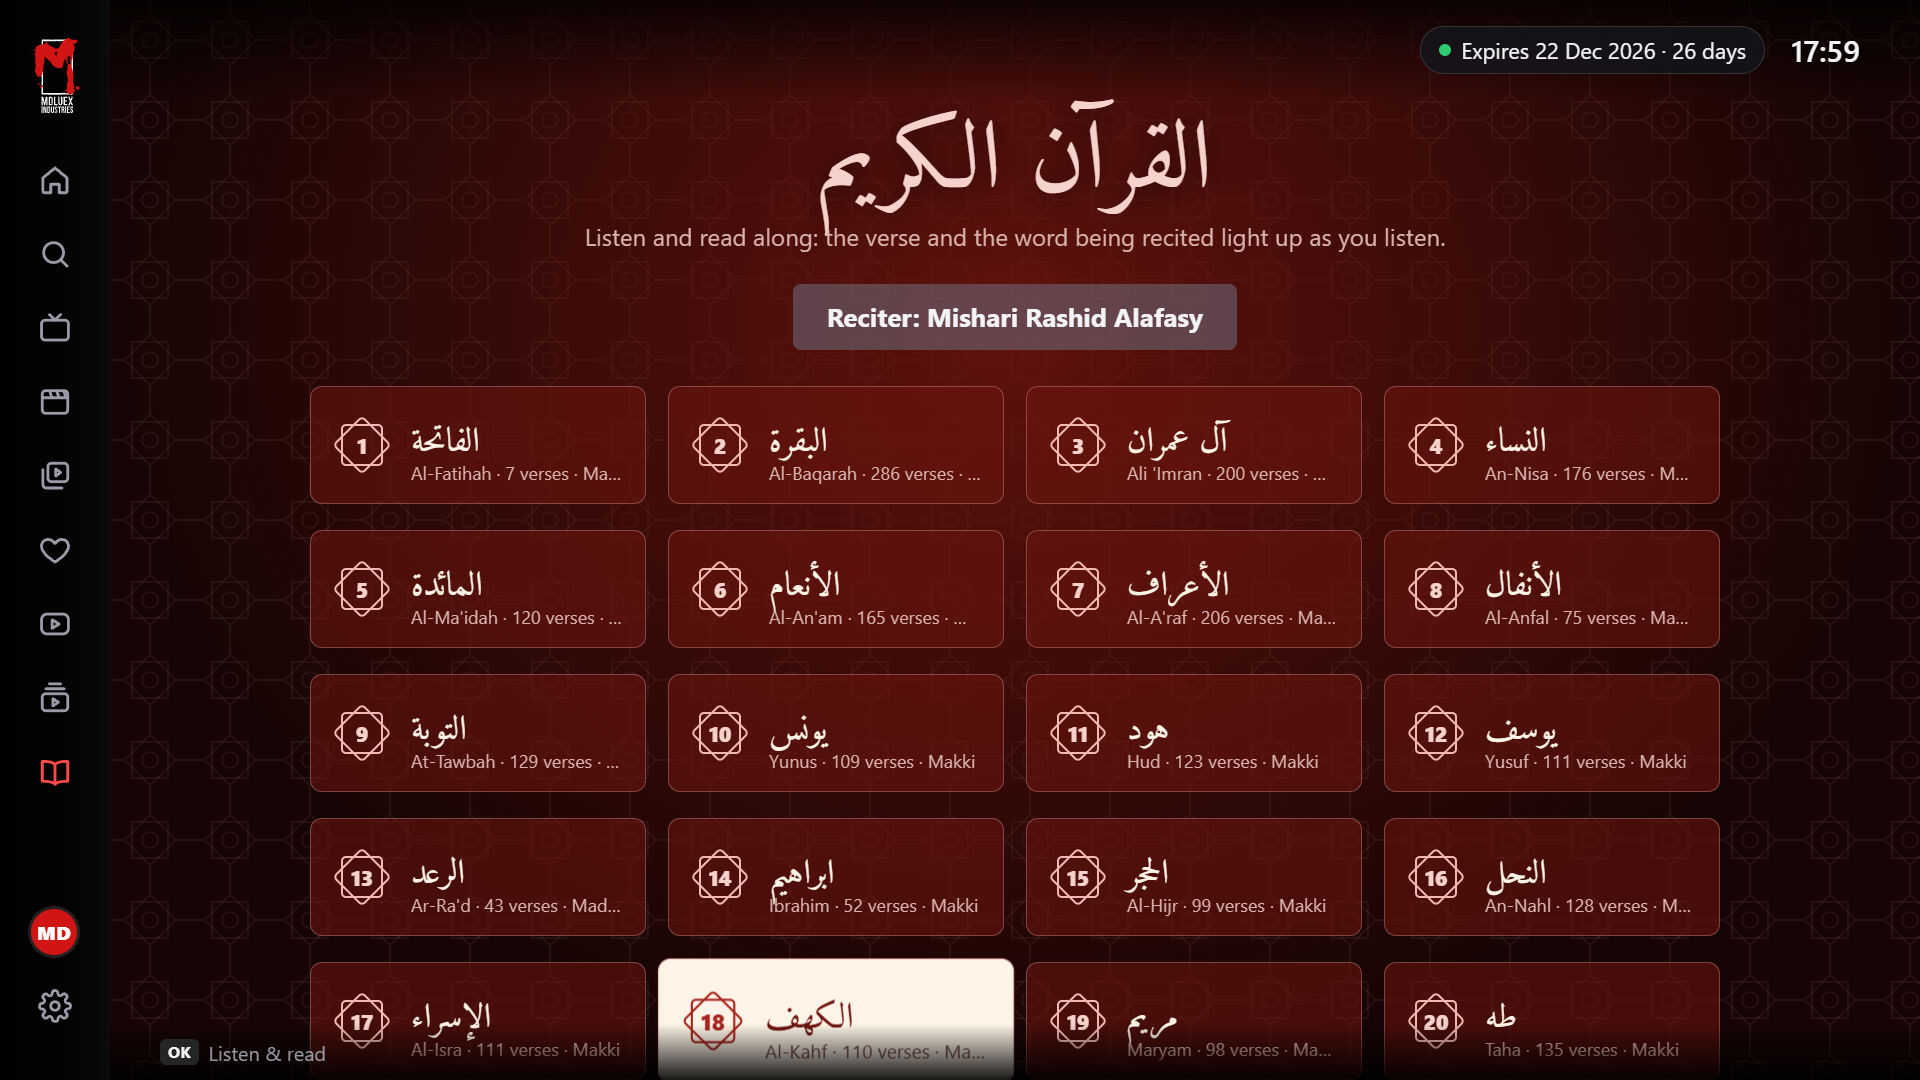 MDLUEX
INDUSTRIES
Expires 22 Dec 2026 · 26 days
17:59
القرآن الكريم
Listen and read along: the verse and the word being recited light up as you listen.
Reciter: Mishari Rashid Alafasy
1
الفاتحة
Al-Fatihah · 7 verses · Ma...
2
البقرة
Al-Baqarah · 286 verses · ...
3
آل عمران
Ali 'Imran · 200 verses · ...
4
النساء
An-Nisa · 176 verses · M...
5
المائدة
Al-Ma'idah · 120 verses · ...
6
الأنعام
Al-An'am · 165 verses · ...
7
الأعراف
Al-A'raf · 206 verses · Ma...
8
الأنفال
Al-Anfal · 75 verses · Ma...
9
التوبة
At-Tawbah · 129 verses · ...
10
يونس
Yunus · 109 verses · Makki
11
هود
Hud · 123 verses · Makki
12
يوسف
Yusuf · 111 verses · Makki
13
الرعد
Ar-Ra'd · 43 verses · Mad...
14
ابراهيم
Ibrahim · 52 verses · Makki
15
الحجر
Al-Hijr · 99 verses · Makki
16
النحل
An-Nahl · 128 verses · M...
17
الإسراء
Al-Isra · 111 verses · Makki
18
الكهف
Al-Kahf · 110 verses · Ma...
19
مريم
Maryam · 98 verses · Ma...
20
طه
Taha · 135 verses · Makki
MD
OK Listen & read